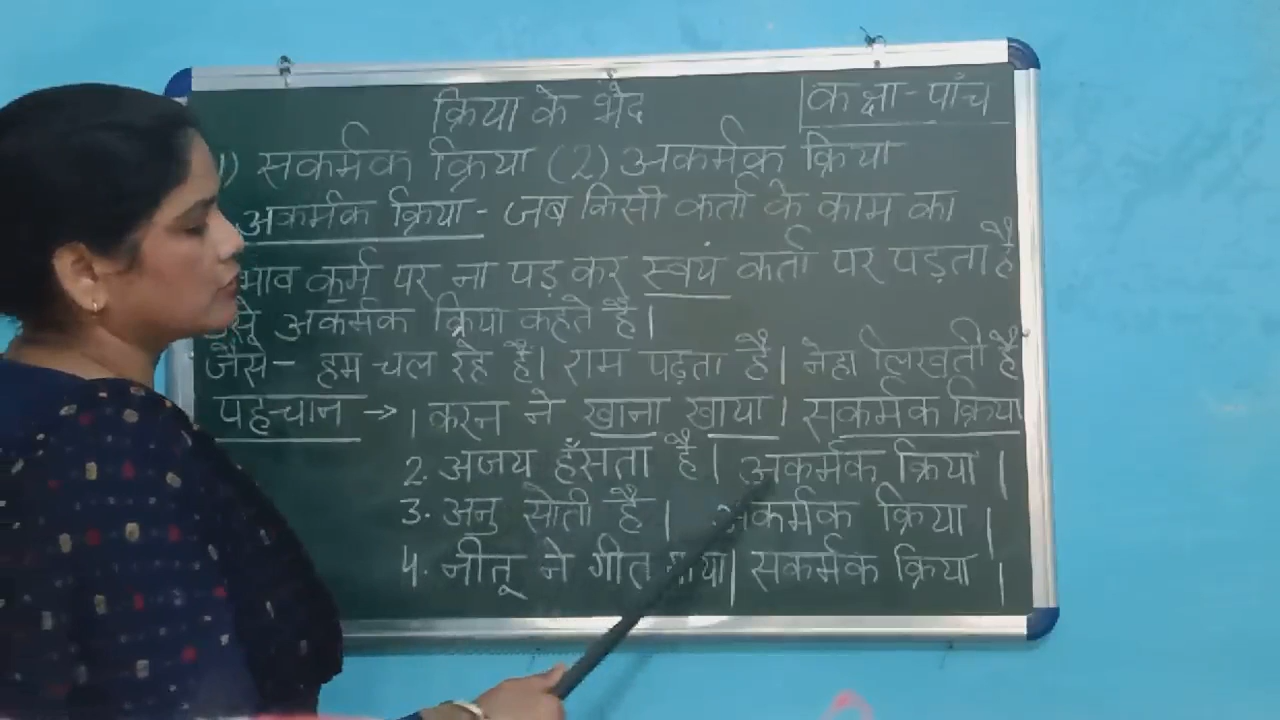 क्रिया के भेद
कक्षा-पाँच
1) सकर्मक क्रिया (2) अकर्मक क्रिया
अकर्मक क्रिया - जब किसी कर्ता के काम का
भाव कर्म पर ना पड़ कर स्वयं कर्ता पर पड़ता है
उसे अकर्मक क्रिया कहते हैं।
जैसे- हम चल रहे हैं। राम पढ़ता है। नेहा लिखती है
पहचान → 1 करन ने खाना खाया। सकर्मक क्रिया
2. अजय हँसता है। अकर्मक क्रिया।
3. अनु सोती है। अकर्मक क्रिया।
4. नीतू ने गीत गाया। सकर्मक क्रिया।